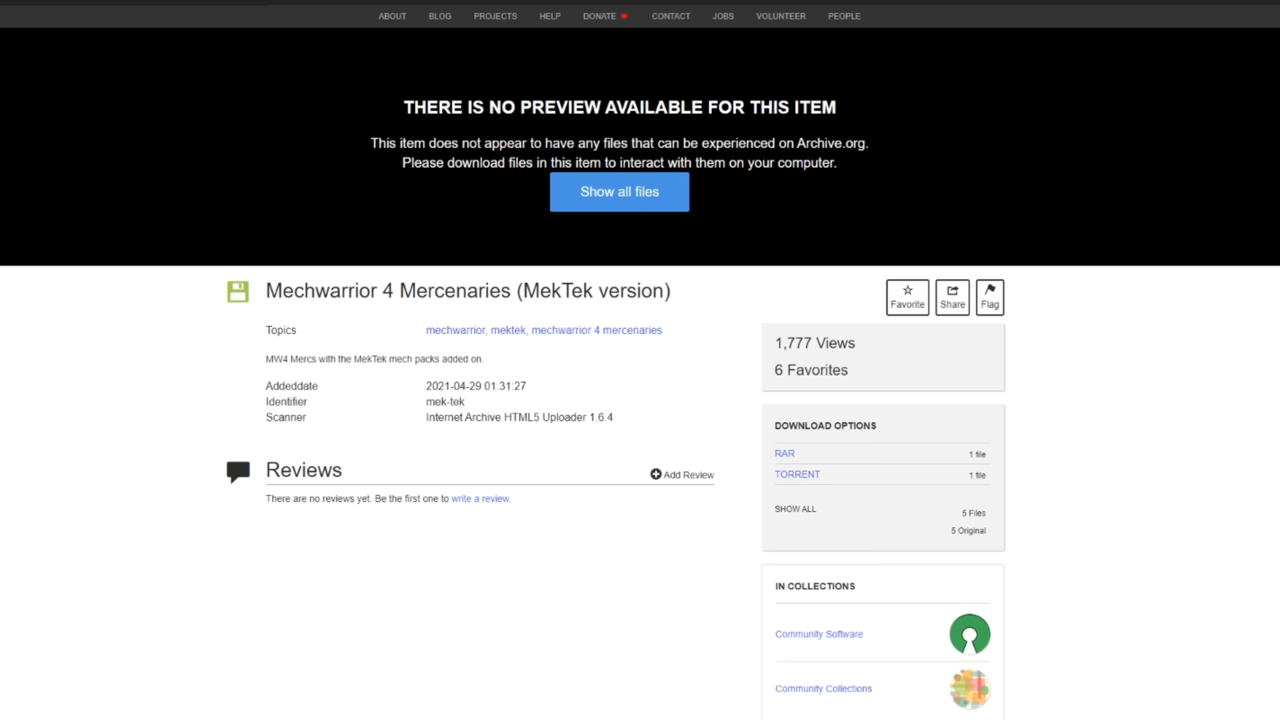 ABOUT BLOG PROJECTS HELP DONATE CONTACT JOBS VOLUNTEER PEOPLE
THERE IS NO PREVIEW AVAILABLE FOR THIS ITEM
This item does not appear to have any files that can be experienced on Archive.org.
Please download files in this item to interact with them on your computer.
Show all files
Mechwarrior 4 Mercenaries (MekTek version)
Topics mechwarrior, mektek, mechwarrior 4 mercenaries
MW4 Mercs with the MekTek mech packs added on.
Addeddate 2021-04-29 01:31:27
Identifier mek-tek
Scanner Internet Archive HTML5 Uploader 1.6.4
Reviews
Add Review
There are no reviews yet. Be the first one to write a review.
Favorite Share Flag
1,777 Views
6 Favorites
DOWNLOAD OPTIONS
RAR 1 file
TORRENT 1 file
SHOW ALL 5 Files
5 Original
IN COLLECTIONS
Community Software
Community Collections